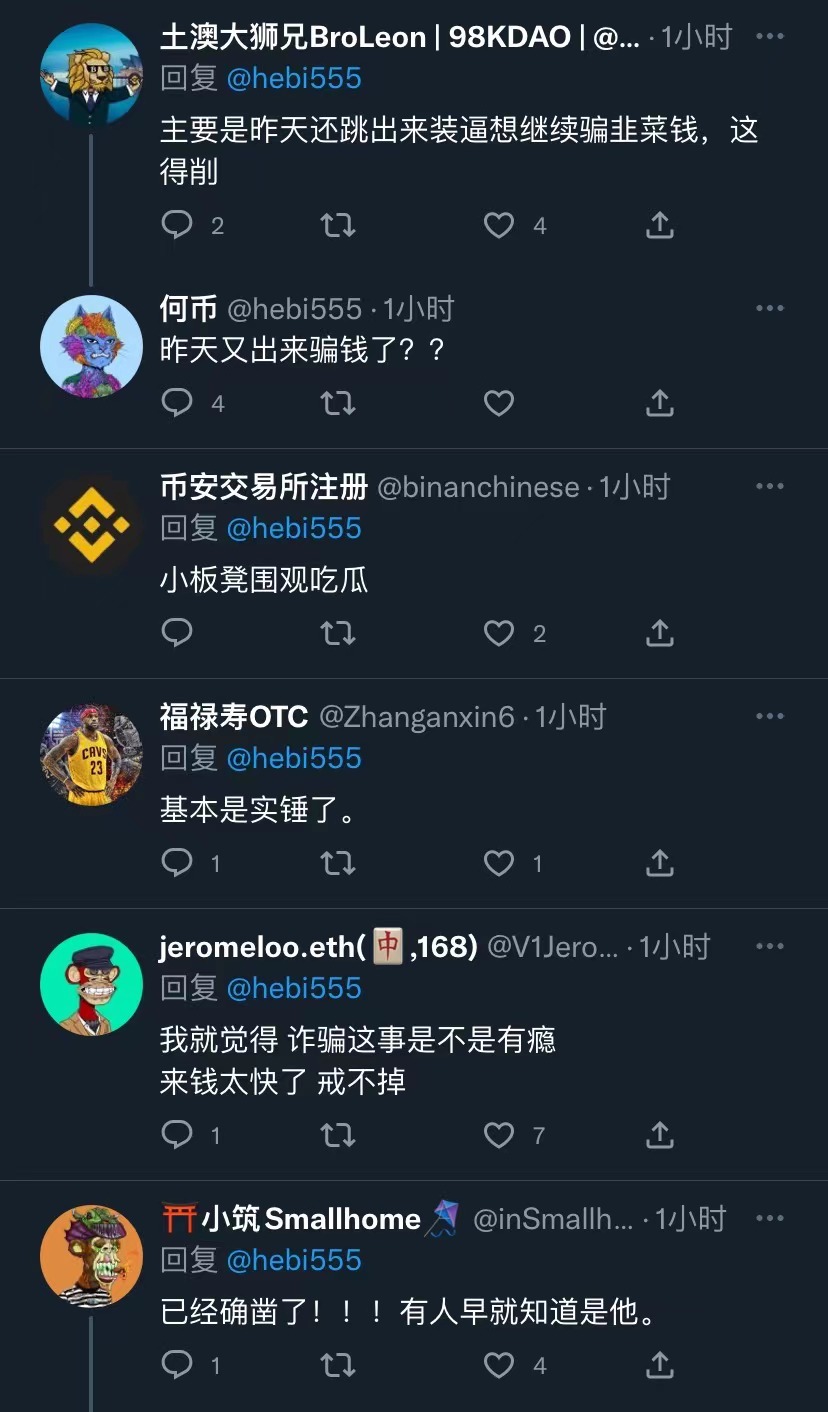 土澳大狮兄BroLeon | 98KDAO | @... · 1小时
回复 @hebi555
主要是昨天还跳出来装逼想继续骗韭菜钱，这
得削
2 4
何币 @hebi555 · 1小时
昨天又出来骗钱了？？
4
币安交易所注册 @binanchinese · 1小时
回复 @hebi555
小板凳围观吃瓜
2
福禄寿OTC @Zhanganxin6 · 1小时
回复 @hebi555
基本是实锤了。
1 1
jeromeloo.eth(🀄,168) @V1Jero... · 1小时
回复 @hebi555
我就觉得 诈骗这事是不是有瘾
来钱太快了 戒不掉
1 7
⛩️小筑Smallhome🪁 @inSmallh... · 1小时
回复 @hebi555
已经确凿了！！！有人早就知道是他。
1 4
CAVS
23